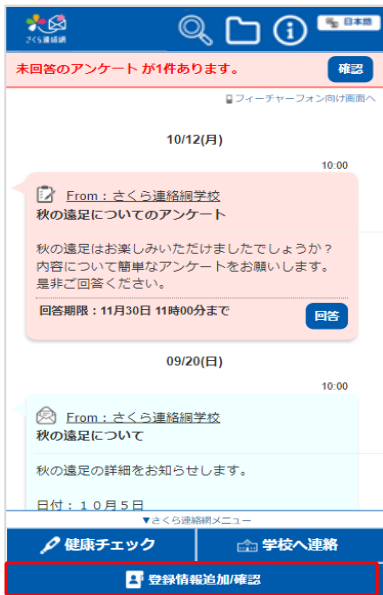 さくら連絡網
日本語
未回答のアンケート が1件あります。
確認
フィーチャーフォン向け画面へ
10/12(月)
10:00
From：さくら連絡網学校
秋の遠足についてのアンケート
秋の遠足はお楽しみいただけましたでしょうか？
内容について簡単なアンケートをお願いします。
是非ご回答ください。
回答期限：11月30日 11時00分まで
回答
09/20(日)
10:00
From：さくら連絡網学校
秋の遠足について
秋の遠足の詳細をお知らせします。
日付：１０月５日
▼さくら連絡網メニュー
健康チェック
学校へ連絡
登録情報追加/確認